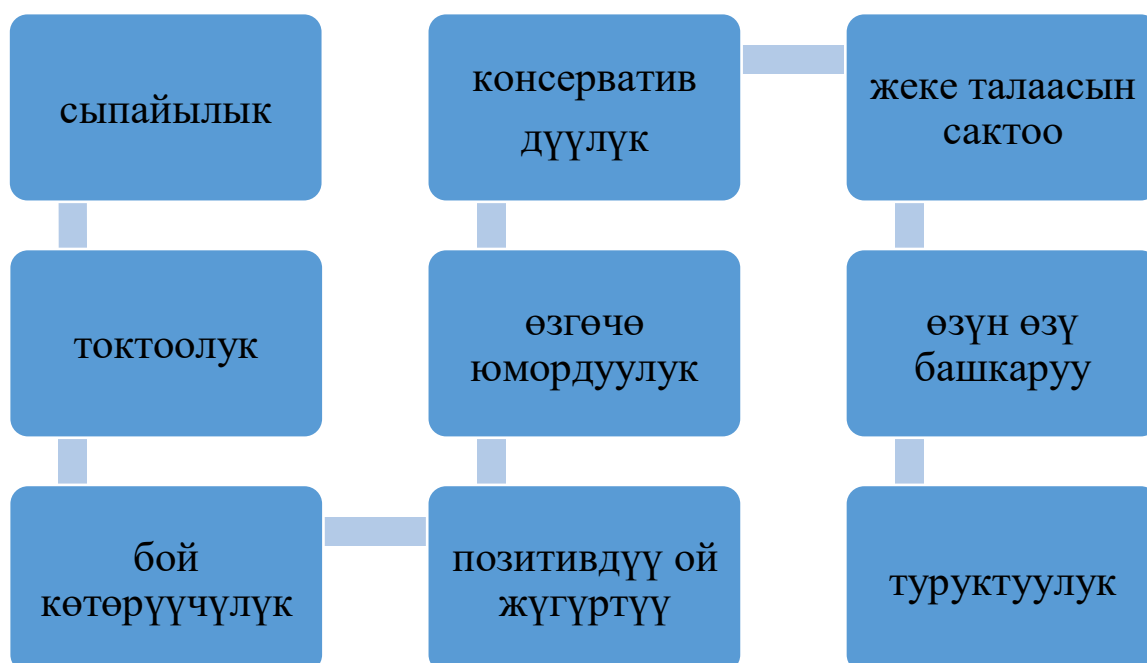 сыпайылык
токтоолук
бой
көтөрүүчүлүк
позитивдүү ой
жүгүртүү
өзгөчө
юмордуулук
консерватив
дүүлүк
жеке талаасын
сактоо
өзүн өзү
башкаруу
туруктуулук